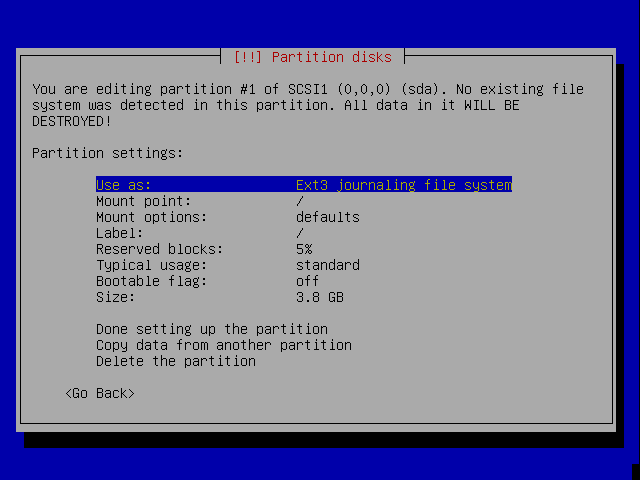 [!!] Partition disks
You are editing partition #1 of SCSI1 (0,0,0) (sda). No existing file
system was detected in this partition. All data in it WILL BE
DESTROYED!
Partition settings:
Use as: Ext3 journaling file system
Mount point: /
Mount options: defaults
Label: /
Reserved blocks: 5%
Typical usage: standard
Bootable flag: off
Size: 3.8 GB
Done setting up the partition
Copy data from another partition
Delete the partition
<Go Back>